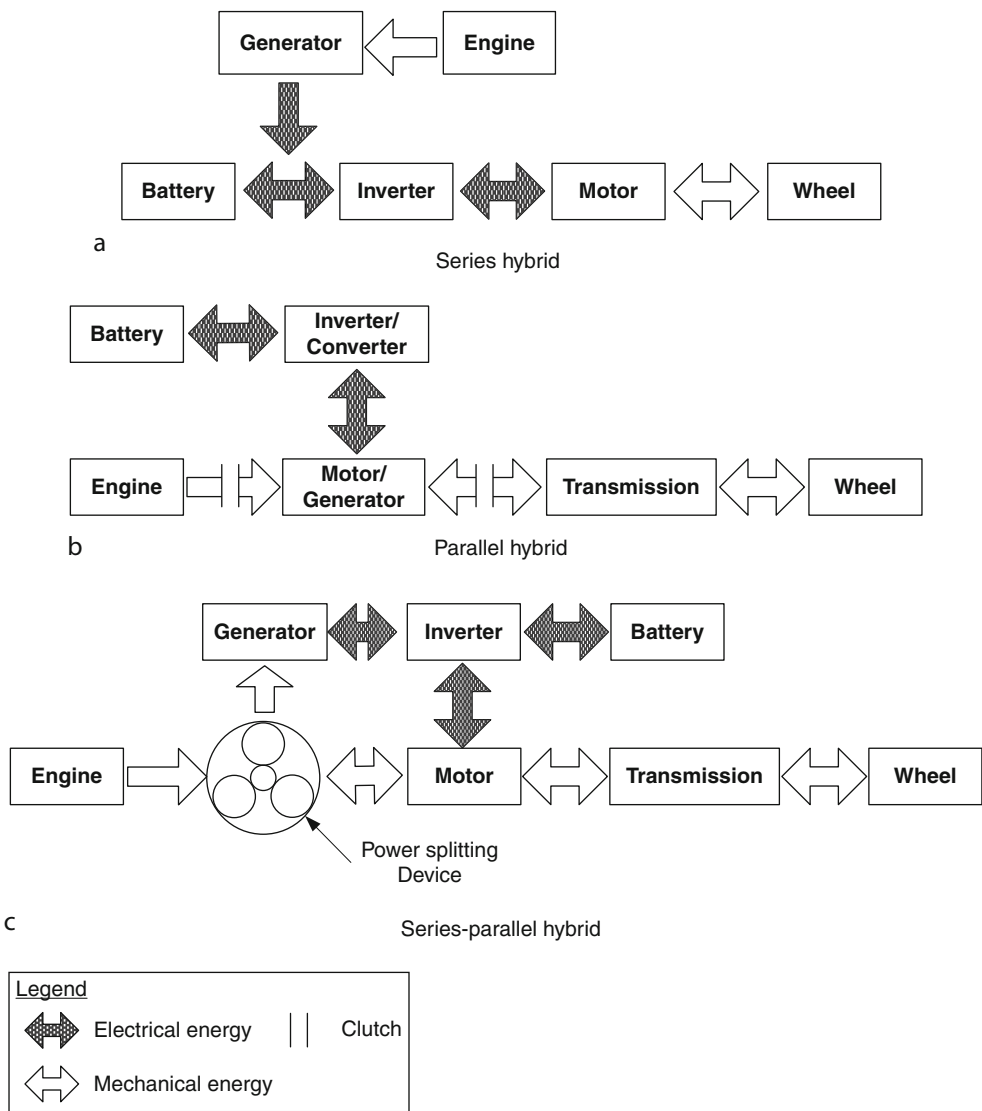 Generator
Engine
Battery
Inverter
Motor
Wheel
a
Series hybrid
Battery
Inverter/
Converter
Engine
Motor/
Generator
Transmission
Wheel
b
Parallel hybrid
Generator
Inverter
Battery
Engine
Motor
Transmission
Wheel
Power splitting
Device
c
Series-parallel hybrid
Legend
Electrical energy
Clutch
Mechanical energy